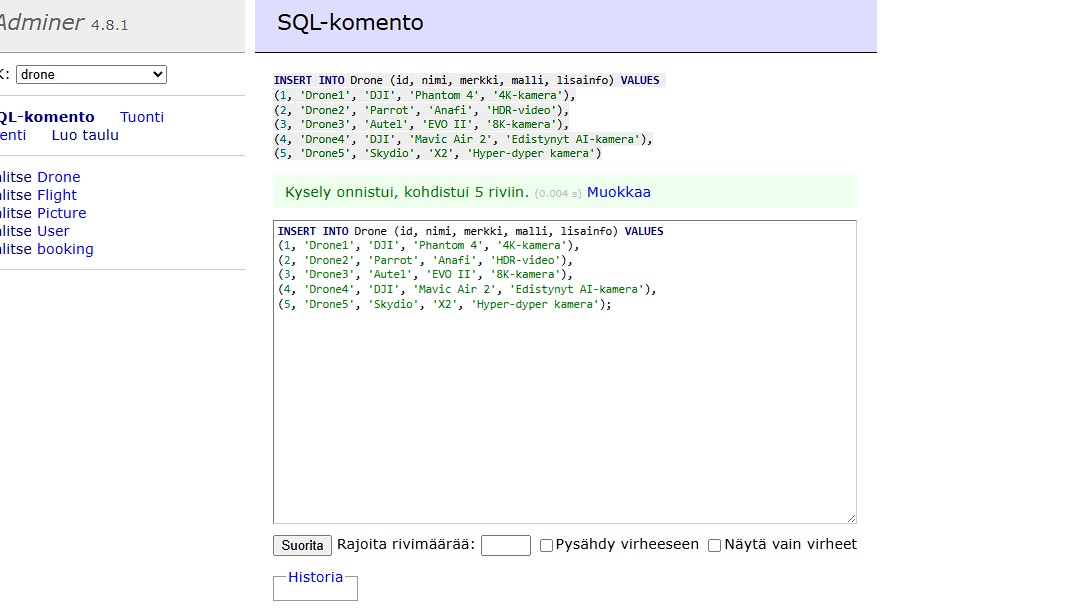 Adminer 4.8.1
SQL-komento
drone
SQL-komento Tuonti
Luo taulu
Drone
Flight
Picture
User
booking
INSERT INTO Drone (id, nimi, merkki, malli, lisainfo) VALUES
(1, 'Drone1', 'DJI', 'Phantom 4', '4K-kamera'),
(2, 'Drone2', 'Parrot', 'Anafi', 'HDR-video'),
(3, 'Drone3', 'Autel', 'EVO II', '8K-kamera'),
(4, 'Drone4', 'DJI', 'Mavic Air 2', 'Edistynyt AI-kamera'),
(5, 'Drone5', 'Skydio', 'X2', 'Hyper-dyper kamera')
Kysely onnistui, kohdistui 5 riviin. (0.004 s) Muokkaa
INSERT INTO Drone (id, nimi, merkki, malli, lisainfo) VALUES
(1, 'Drone1', 'DJI', 'Phantom 4', '4K-kamera'),
(2, 'Drone2', 'Parrot', 'Anafi', 'HDR-video'),
(3, 'Drone3', 'Autel', 'EVO II', '8K-kamera'),
(4, 'Drone4', 'DJI', 'Mavic Air 2', 'Edistynyt AI-kamera'),
(5, 'Drone5', 'Skydio', 'X2', 'Hyper-dyper kamera');
Suorita Rajoita rivimäärää: Pysähdy virheeseen Näytä vain virheet
Historia